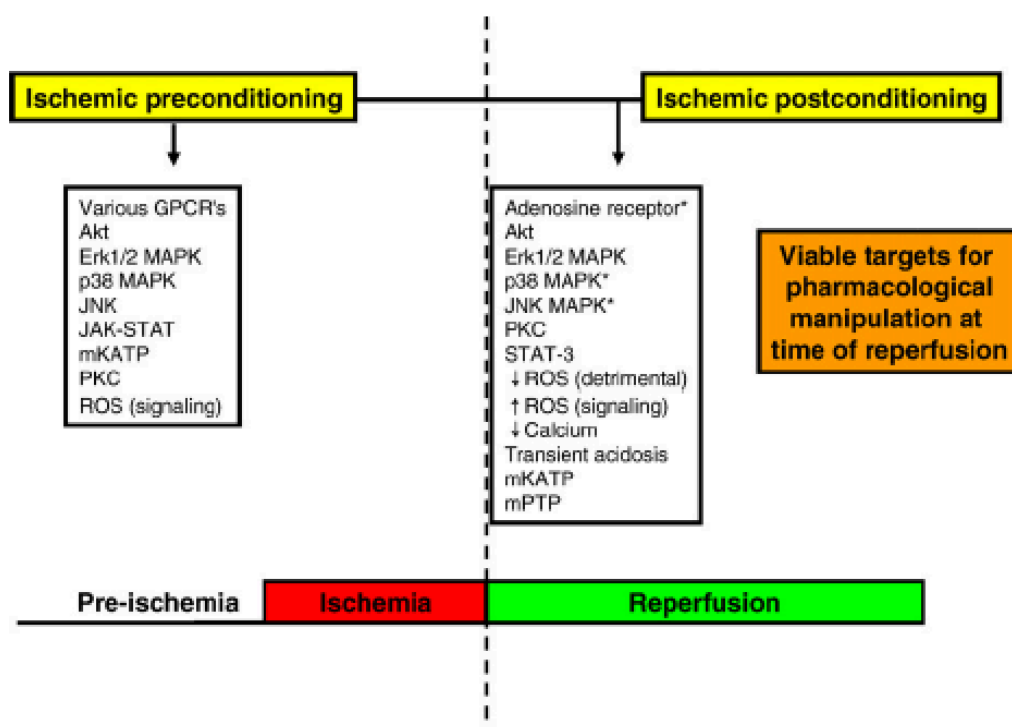 Ischemic preconditioning
Ischemic postconditioning
Various GPCR's
Akt
Erk1/2 MAPK
p38 MAPK
JNK
JAK-STAT
mKATP
PKC
ROS (signaling)
Adenosine receptor*
Akt
Erk1/2 MAPK
p38 MAPK*
JNK MAPK*
PKC
STAT-3
↓ ROS (detrimental)
↑ ROS (signaling)
↓ Calcium
Transient acidosis
mKATP
mPTP
Viable targets for
pharmacological
manipulation at
time of reperfusion
Pre-ischemia
Ischemia
Reperfusion